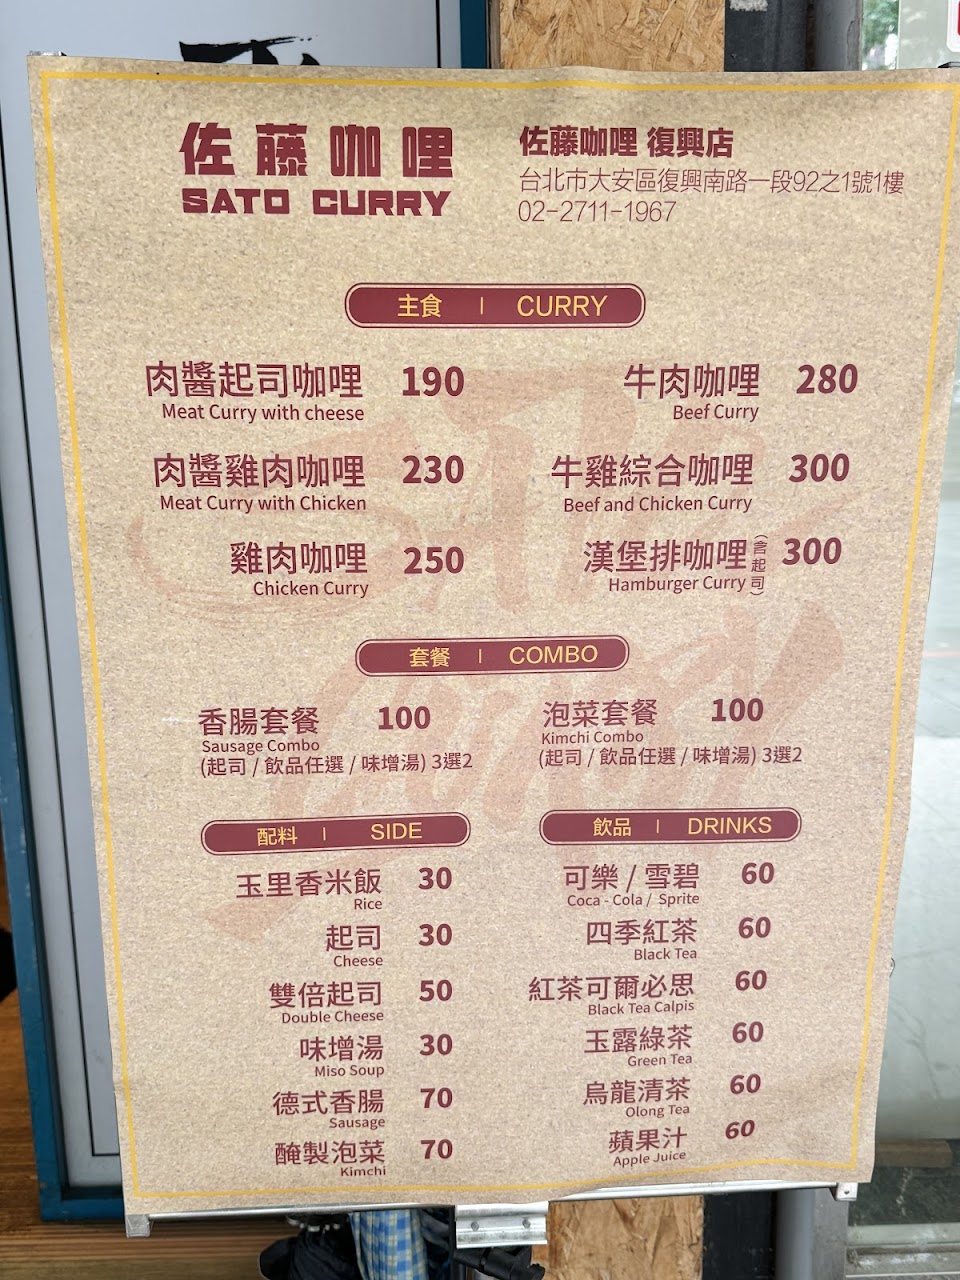 佐藤咖哩
SATO CURRY
佐藤咖哩 復興店
台北市大安區復興南路一段92之1號1樓
02-2711-1967
主食 | CURRY
肉醬起司咖哩 190
Meat Curry with cheese
肉醬雞肉咖哩 230
Meat Curry with Chicken
雞肉咖哩 250
Chicken Curry
牛肉咖哩 280
Beef Curry
牛雞綜合咖哩 300
Beef and Chicken Curry
漢堡排咖哩 (含起司) 300
Hamburger Curry
套餐 | COMBO
香腸套餐 100
Sausage Combo
(起司 / 飲品任選 / 味增湯) 3選2
泡菜套餐 100
Kimchi Combo
(起司 / 飲品任選 / 味增湯) 3選2
配料 | SIDE
玉里香米飯 30
Rice
起司 30
Cheese
雙倍起司 50
Double Cheese
味增湯 30
Miso Soup
德式香腸 70
Sausage
醃製泡菜 70
Kimchi
飲品 | DRINKS
可樂 / 雪碧 60
Coca - Cola / Sprite
四季紅茶 60
Black Tea
紅茶可爾必思 60
Black Tea Calpis
玉露綠茶 60
Green Tea
烏龍清茶 60
Olong Tea
蘋果汁 60
Apple Juice